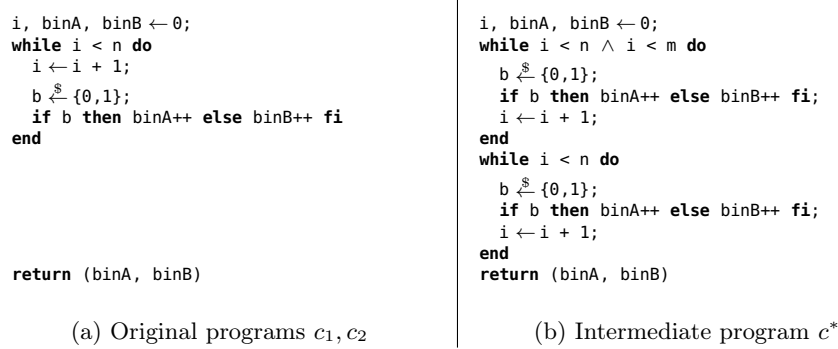 i, binA, binB ← 0;
while i < n do
i ← i + 1;
b $← {0,1};
if b then binA++ else binB++ fi
end
return (binA, binB)
(a) Original programs c₁, c₂
i, binA, binB ← 0;
while i < n ∧ i < m do
b $← {0,1};
if b then binA++ else binB++ fi;
i ← i + 1;
end
while i < n do
b $← {0,1};
if b then binA++ else binB++ fi;
i ← i + 1;
end
return (binA, binB)
(b) Intermediate program c*